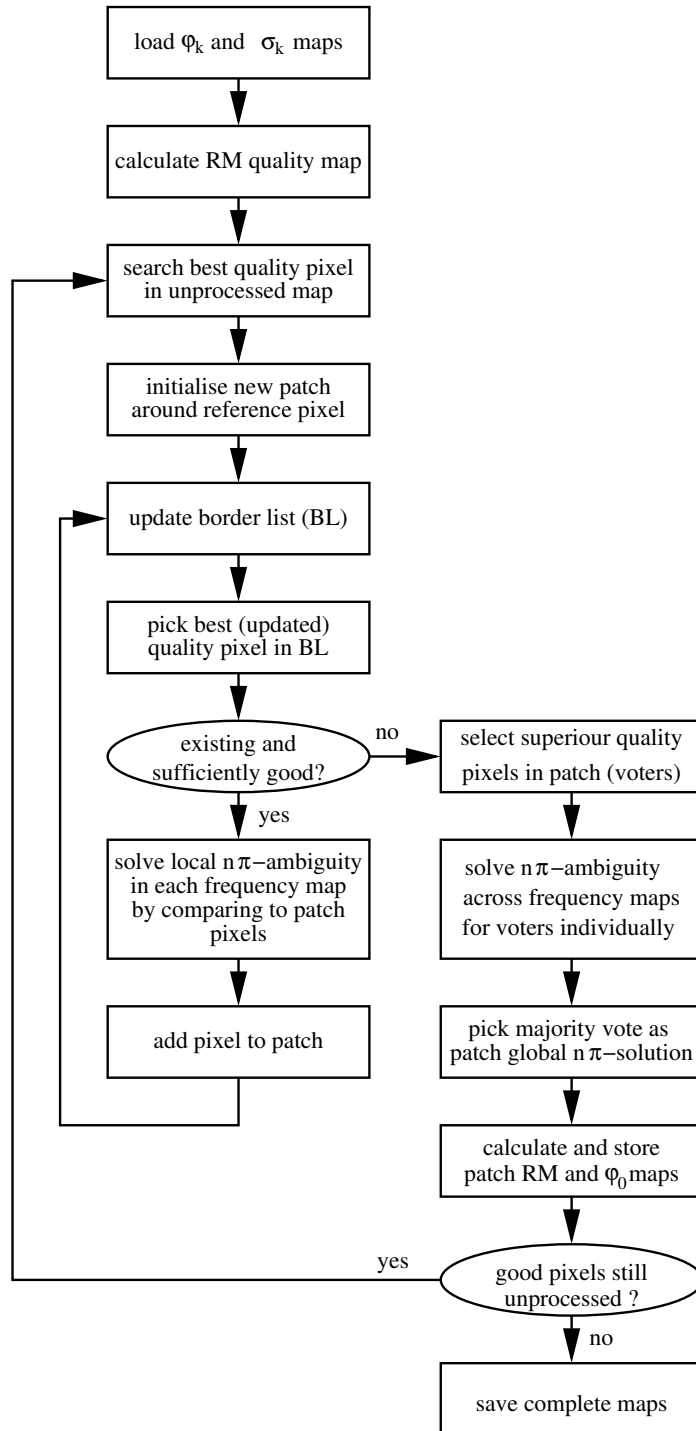 load φₖ and σₖ maps
calculate RM quality map
search best quality pixel
in unprocessed map
initialise new patch
around reference pixel
update border list (BL)
pick best (updated)
quality pixel in BL
existing and
sufficiently good?
no
yes
solve local nπ−ambiguity
in each frequency map
by comparing to patch
pixels
add pixel to patch
select superiour quality
pixels in patch (voters)
solve nπ−ambiguity
across frequency maps
for voters individually
pick majority vote as
patch global nπ−solution
calculate and store
patch RM and φ₀ maps
good pixels still
unprocessed ?
yes
no
save complete maps